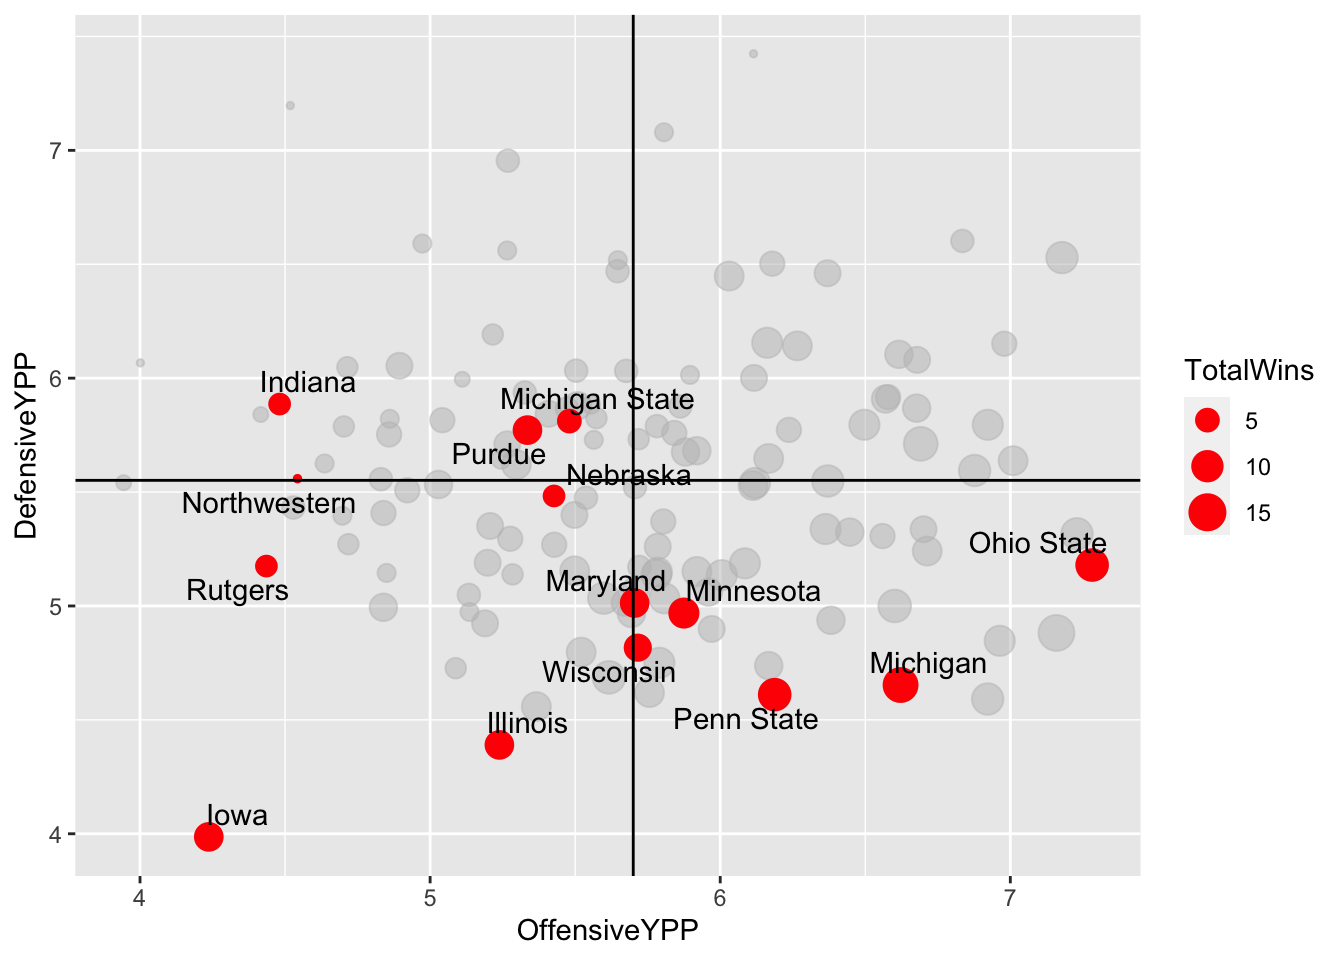 DefensiveYPP
7
6
5
4
Indiana
Michigan State
Purdue
Nebraska
Northwestern
Ohio State
Rutgers
Maryland
Minnesota
Wisconsin
Michigan
Penn State
Illinois
Iowa
4
5
6
7
OffensiveYPP
TotalWins
5
10
15